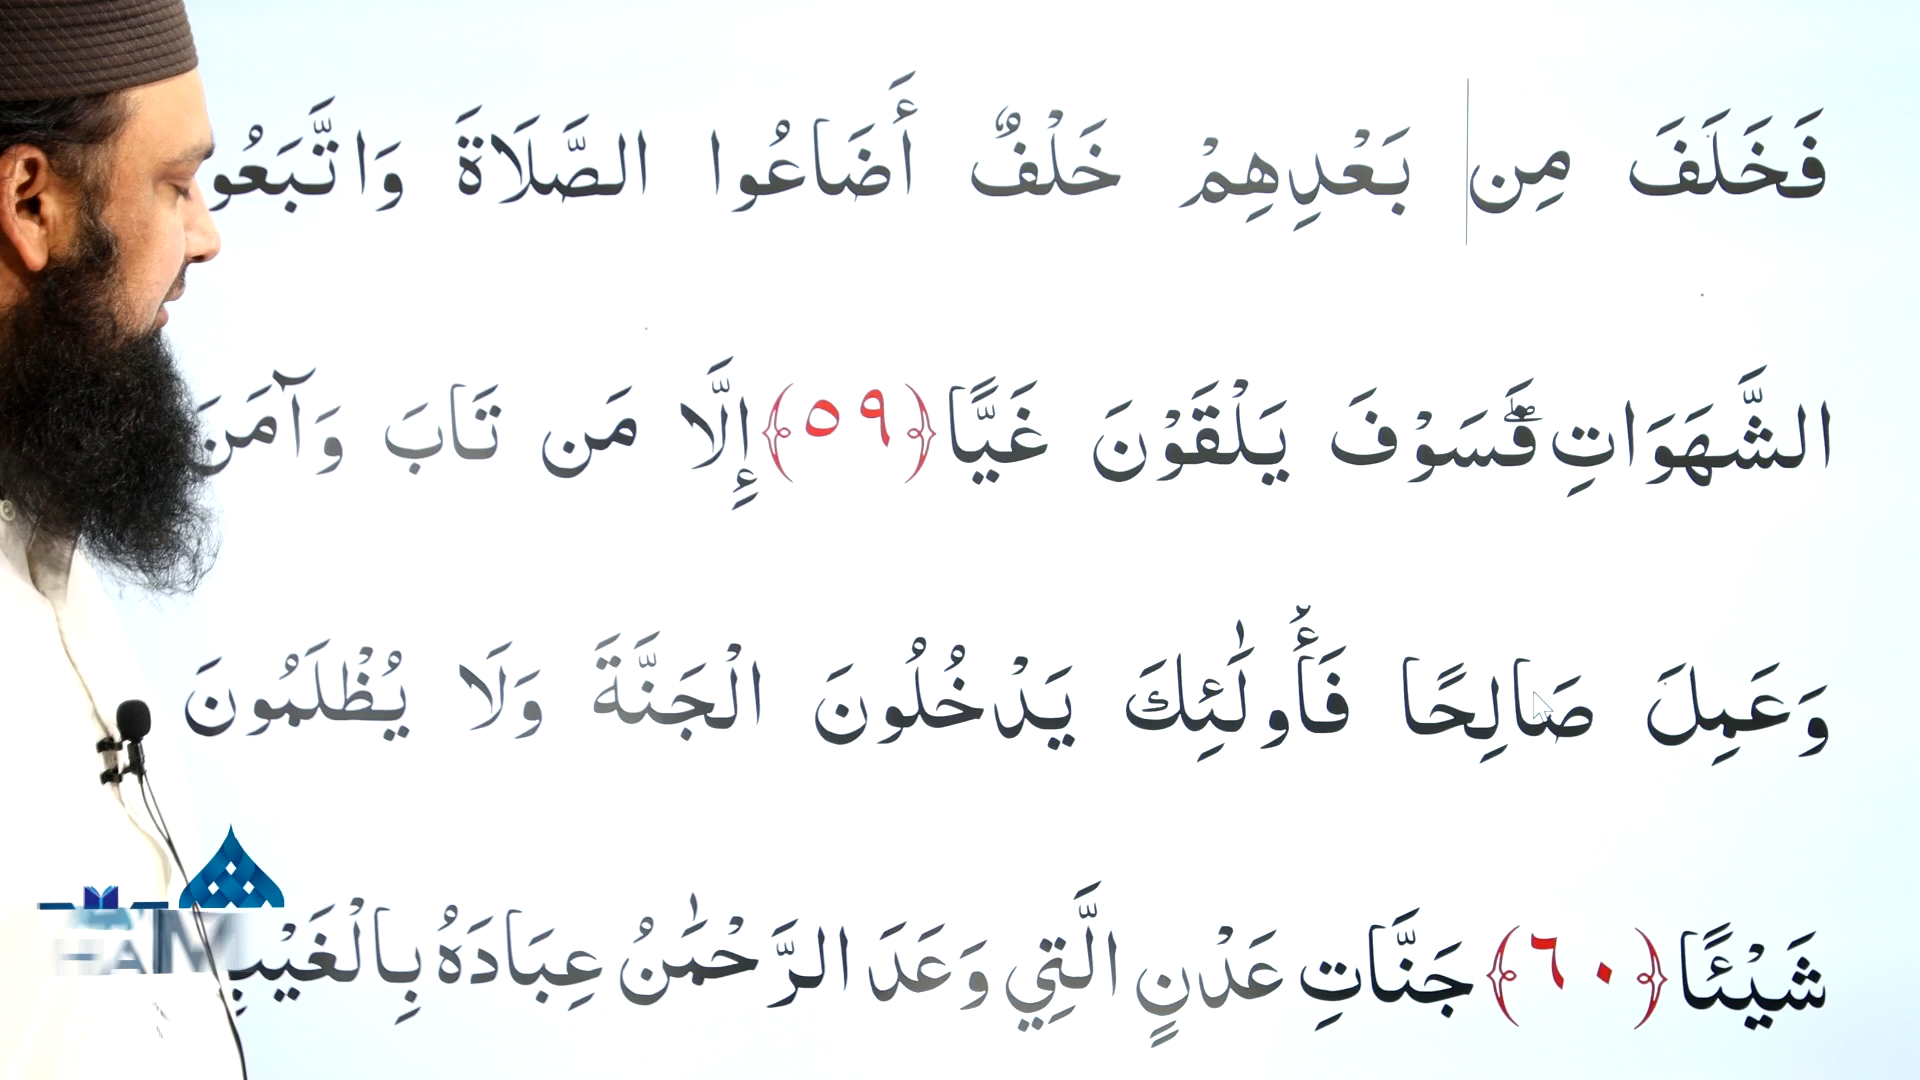 فَخَلَفَ مِن بَعْدِهِمْ خَلْفٌ أَضَاعُوا الصَّلَاةَ وَاتَّبَعُو
الشَّهَوَاتِ ۖ فَسَوْفَ يَلْقَوْنَ غَيًّا ﴿٥٩﴾ إِلَّا مَن تَابَ وَآمَنَ
وَعَمِلَ صَالِحًا فَأُولَٰئِكَ يَدْخُلُونَ الْجَنَّةَ وَلَا يُظْلَمُونَ
شَيْئًا ﴿٦٠﴾ جَنَّاتِ عَدْنٍ الَّتِي وَعَدَ الرَّحْمَٰنُ عِبَادَهُ بِالْغَيْبِ